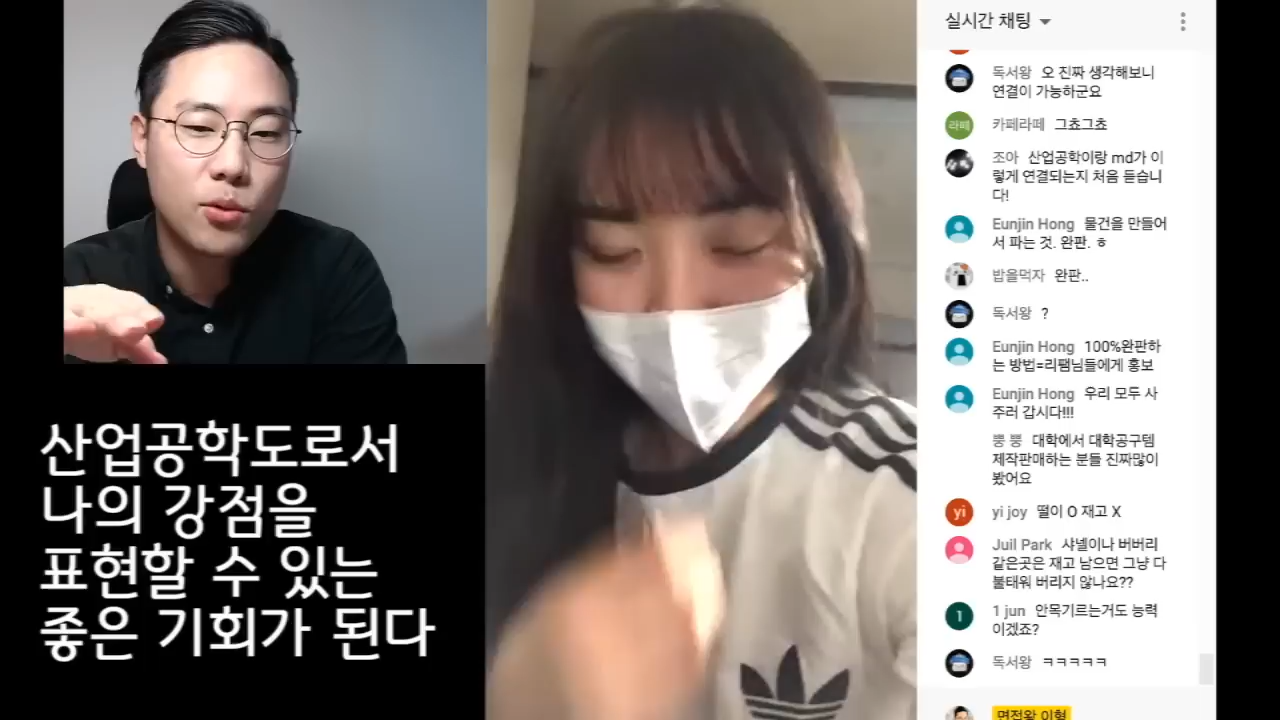 산업공학도로서
나의 강점을
표현할 수 있는
좋은 기회가 된다
실시간 채팅
독서왕 오 진짜 생각해보니
연결이 가능하군요
라떼
카페라떼 그쵸그쵸
조아 산업공학이랑 md가 이
렇게 연결되는지 처음 듣습니
다!
Eunjin Hong 물건을 만들어
서 파는 것. 완판. ㅎ
밥을먹자 완판..
독서왕 ?
Eunjin Hong 100%완판하
는 방법=리팸님들에게 홍보
Eunjin Hong 우리 모두 사
주러 갑시다!!!
뿡 뿡 대학에서 대학공구템
제작판매하는 분들 진짜많이
봤어요
yi
yi joy 떨이 O 재고 X
Juil Park 샤넬이나 버버리
같은곳은 재고 남으면 그냥 다
불태워 버리지 않나요??
1
1 jun 안목기르는거도 능력
이겠죠?
독서왕 ㅋㅋㅋㅋㅋ
면접왕 이형